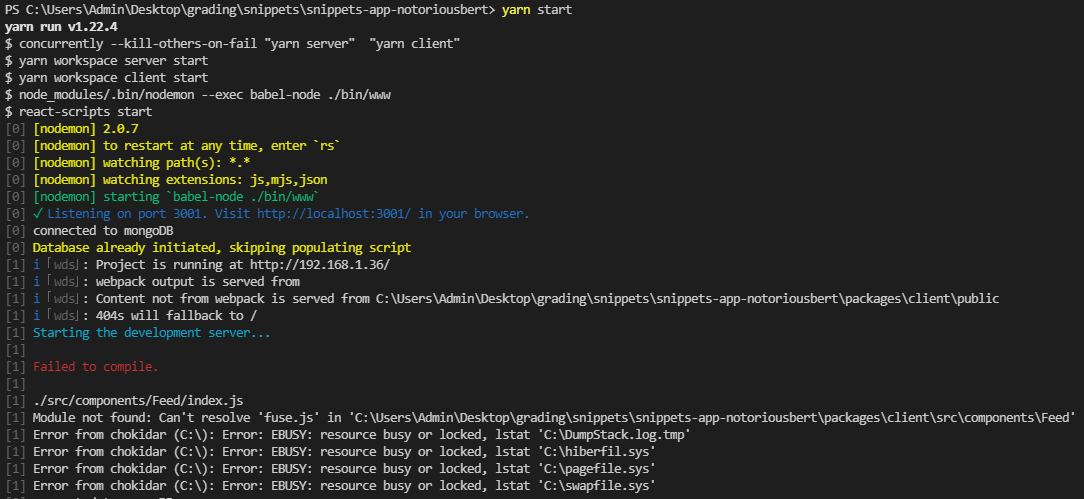 PS C:\Users\Admin\Desktop\grading\snippets\snippets-app-notoriousbert> yarn start
yarn run v1.22.4
$ concurrently --kill-others-on-fail "yarn server"  "yarn client"
$ yarn workspace server start
$ yarn workspace client start
$ node_modules/.bin/nodemon --exec babel-node ./bin/www
$ react-scripts start
[0] [nodemon] 2.0.7
[0] [nodemon] to restart at any time, enter `rs`
[0] [nodemon] watching path(s): *.*
[0] [nodemon] watching extensions: js,mjs,json
[0] [nodemon] starting `babel-node ./bin/www`
[0] ✓ Listening on port 3001. Visit http://localhost:3001/ in your browser.
[0] connected to mongoDB
[0] Database already initiated, skipping populating script
[1] i ｢wds｣: Project is running at http://192.168.1.36/
[1] i ｢wds｣: webpack output is served from
[1] i ｢wds｣: Content not from webpack is served from C:\Users\Admin\Desktop\grading\snippets\snippets-app-notoriousbert\packages\client\public
[1] i ｢wds｣: 404s will fallback to /
[1] Starting the development server...
[1]
[1] Failed to compile.
[1]
[1] ./src/components/Feed/index.js
[1] Module not found: Can't resolve 'fuse.js' in 'C:\Users\Admin\Desktop\grading\snippets\snippets-app-notoriousbert\packages\client\src\components\Feed'
[1] Error from chokidar (C:\): Error: EBUSY: resource busy or locked, lstat 'C:\DumpStack.log.tmp'
[1] Error from chokidar (C:\): Error: EBUSY: resource busy or locked, lstat 'C:\hiberfil.sys'
[1] Error from chokidar (C:\): Error: EBUSY: resource busy or locked, lstat 'C:\pagefile.sys'
[1] Error from chokidar (C:\): Error: EBUSY: resource busy or locked, lstat 'C:\swapfile.sys'